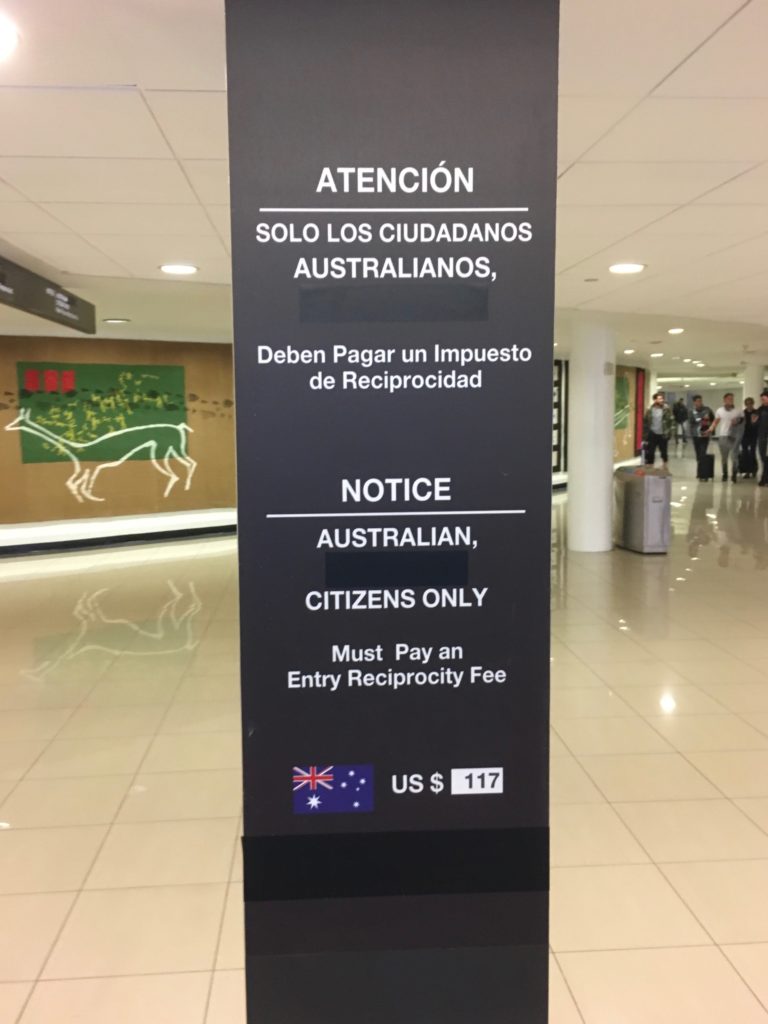 ATENCIÓN
SOLO LOS CIUDADANOS
AUSTRALIANOS,
Deben Pagar un Impuesto
de Reciprocidad
NOTICE
AUSTRALIAN,
CITIZENS ONLY
Must Pay an
Entry Reciprocity Fee
US $ 117